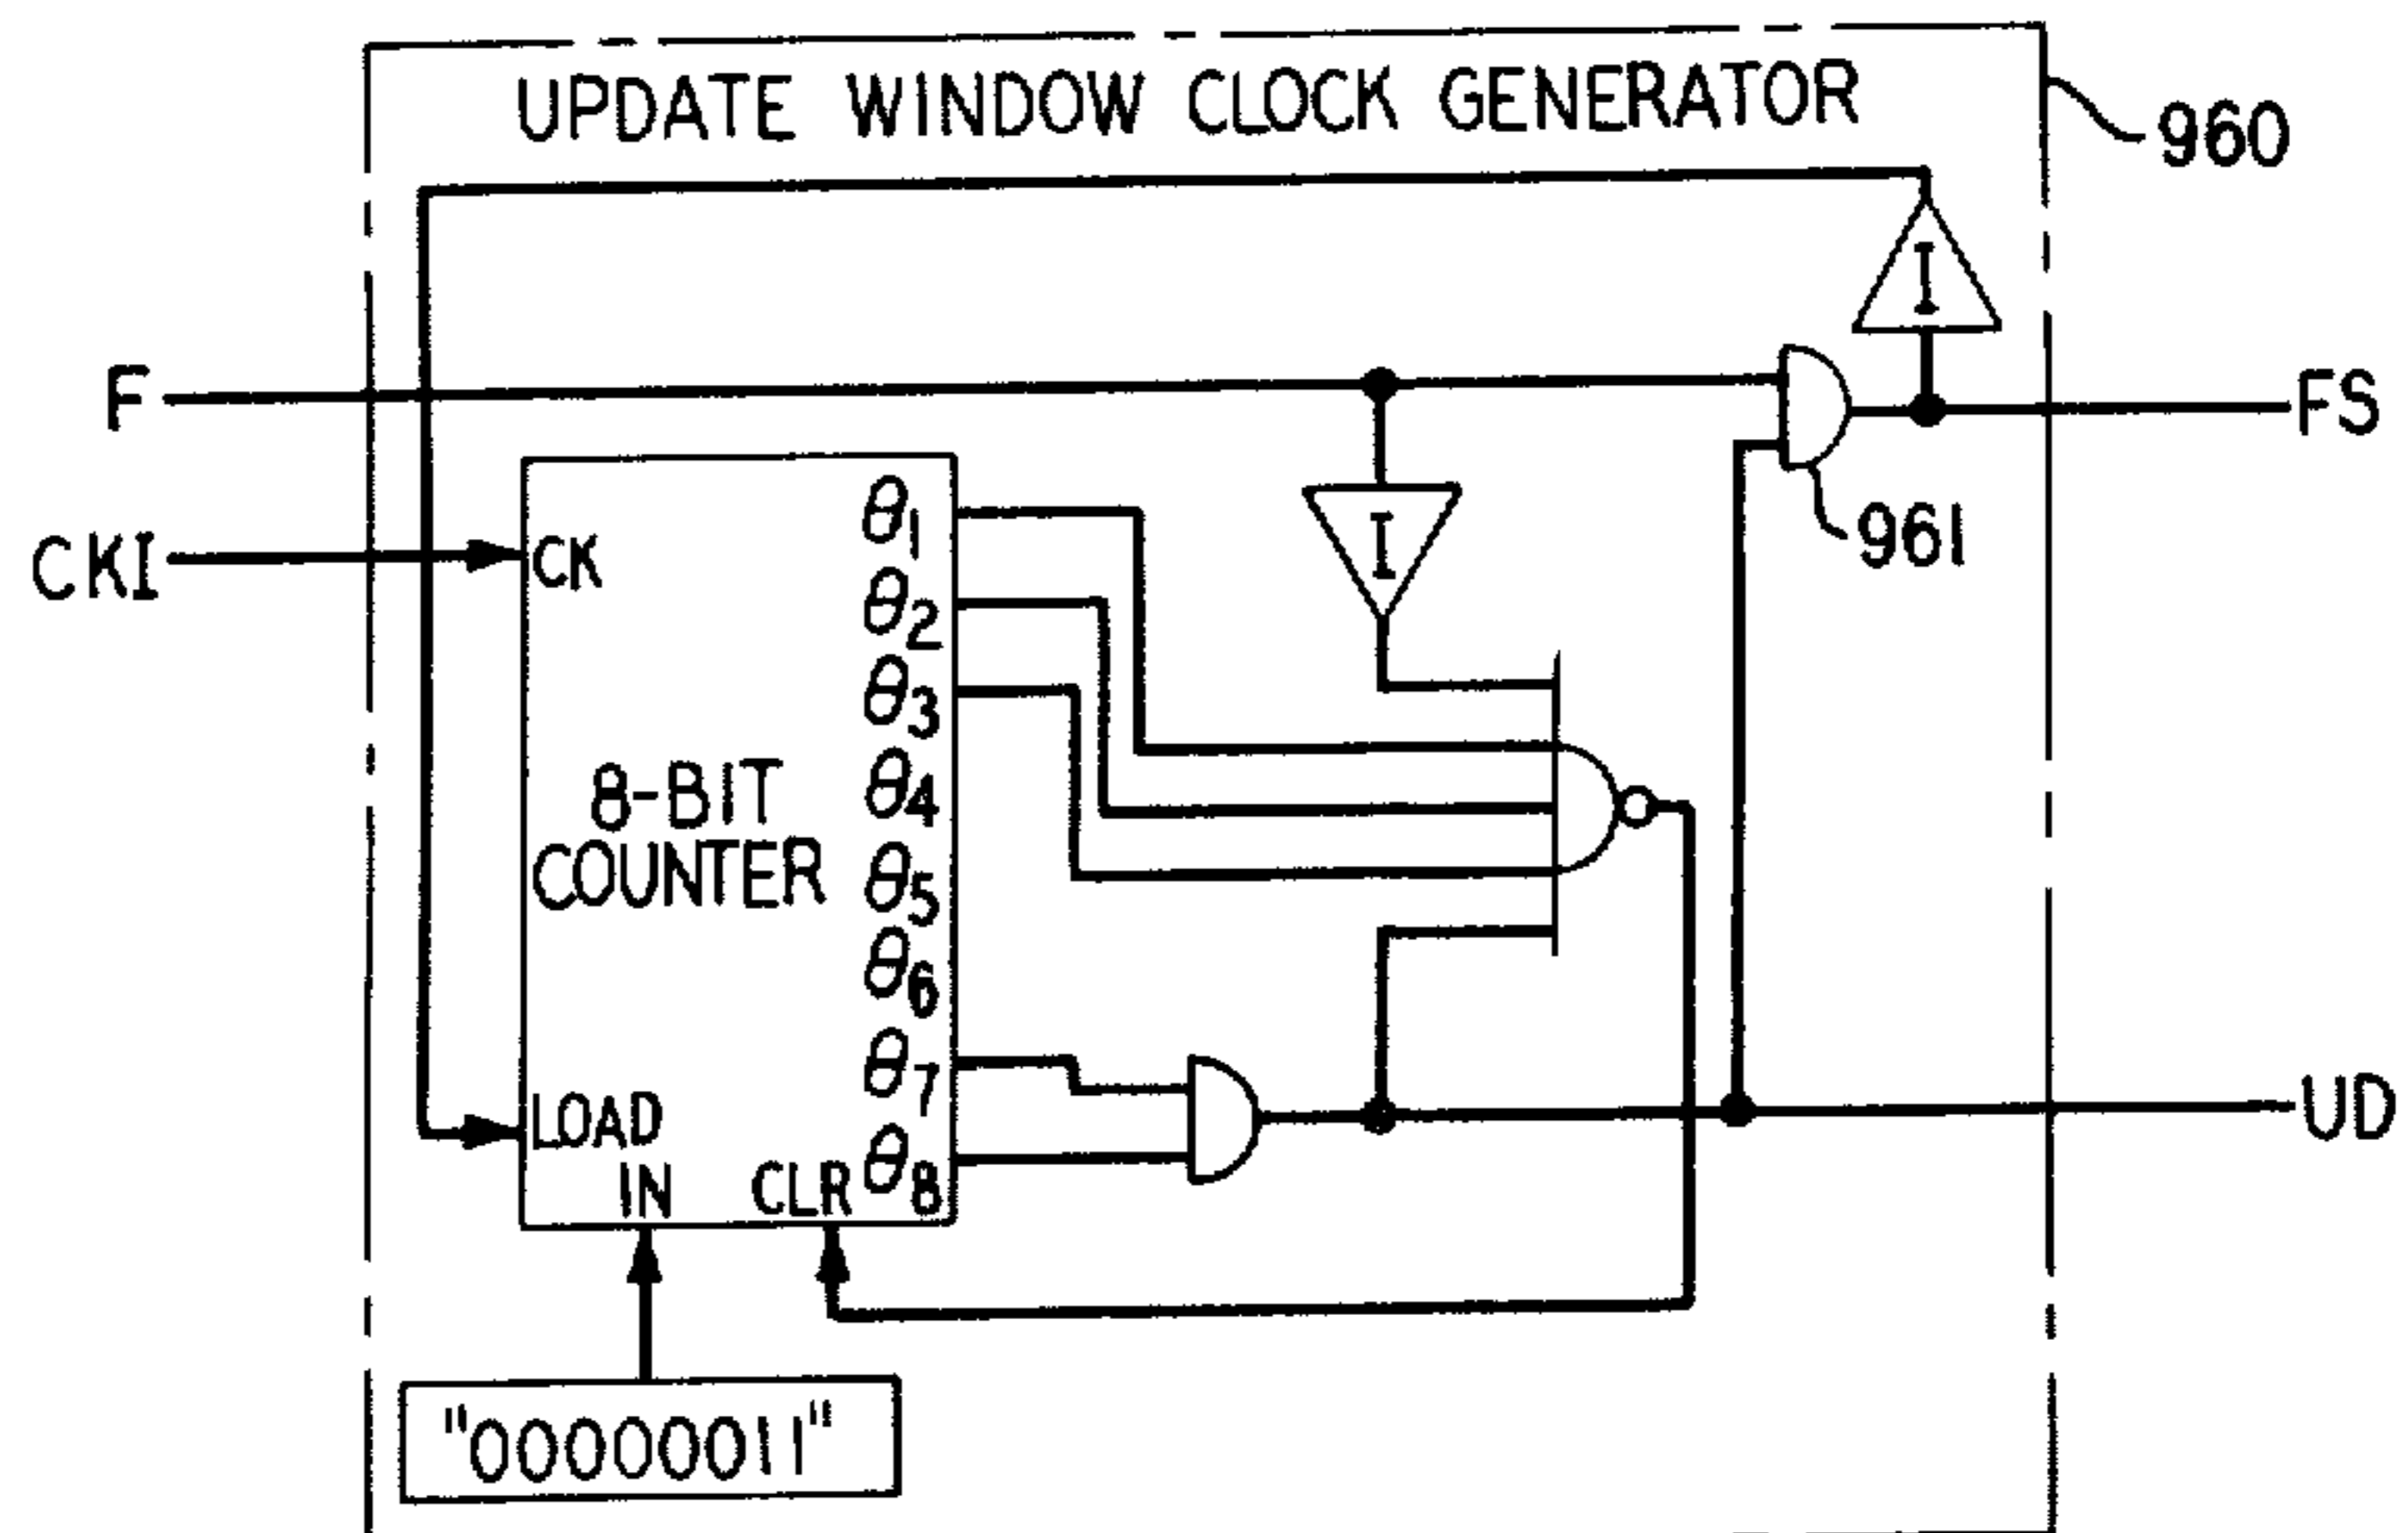 UPDATE WINDOW CLOCK GENERATOR
960
I
F
FS
CKI
CK
θ1
I
961
θ2
θ3
8-BIT
COUNTER
θ4
θ5
θ6
θ7
LOAD
UD
IN
CLR
θ8
"00000011"